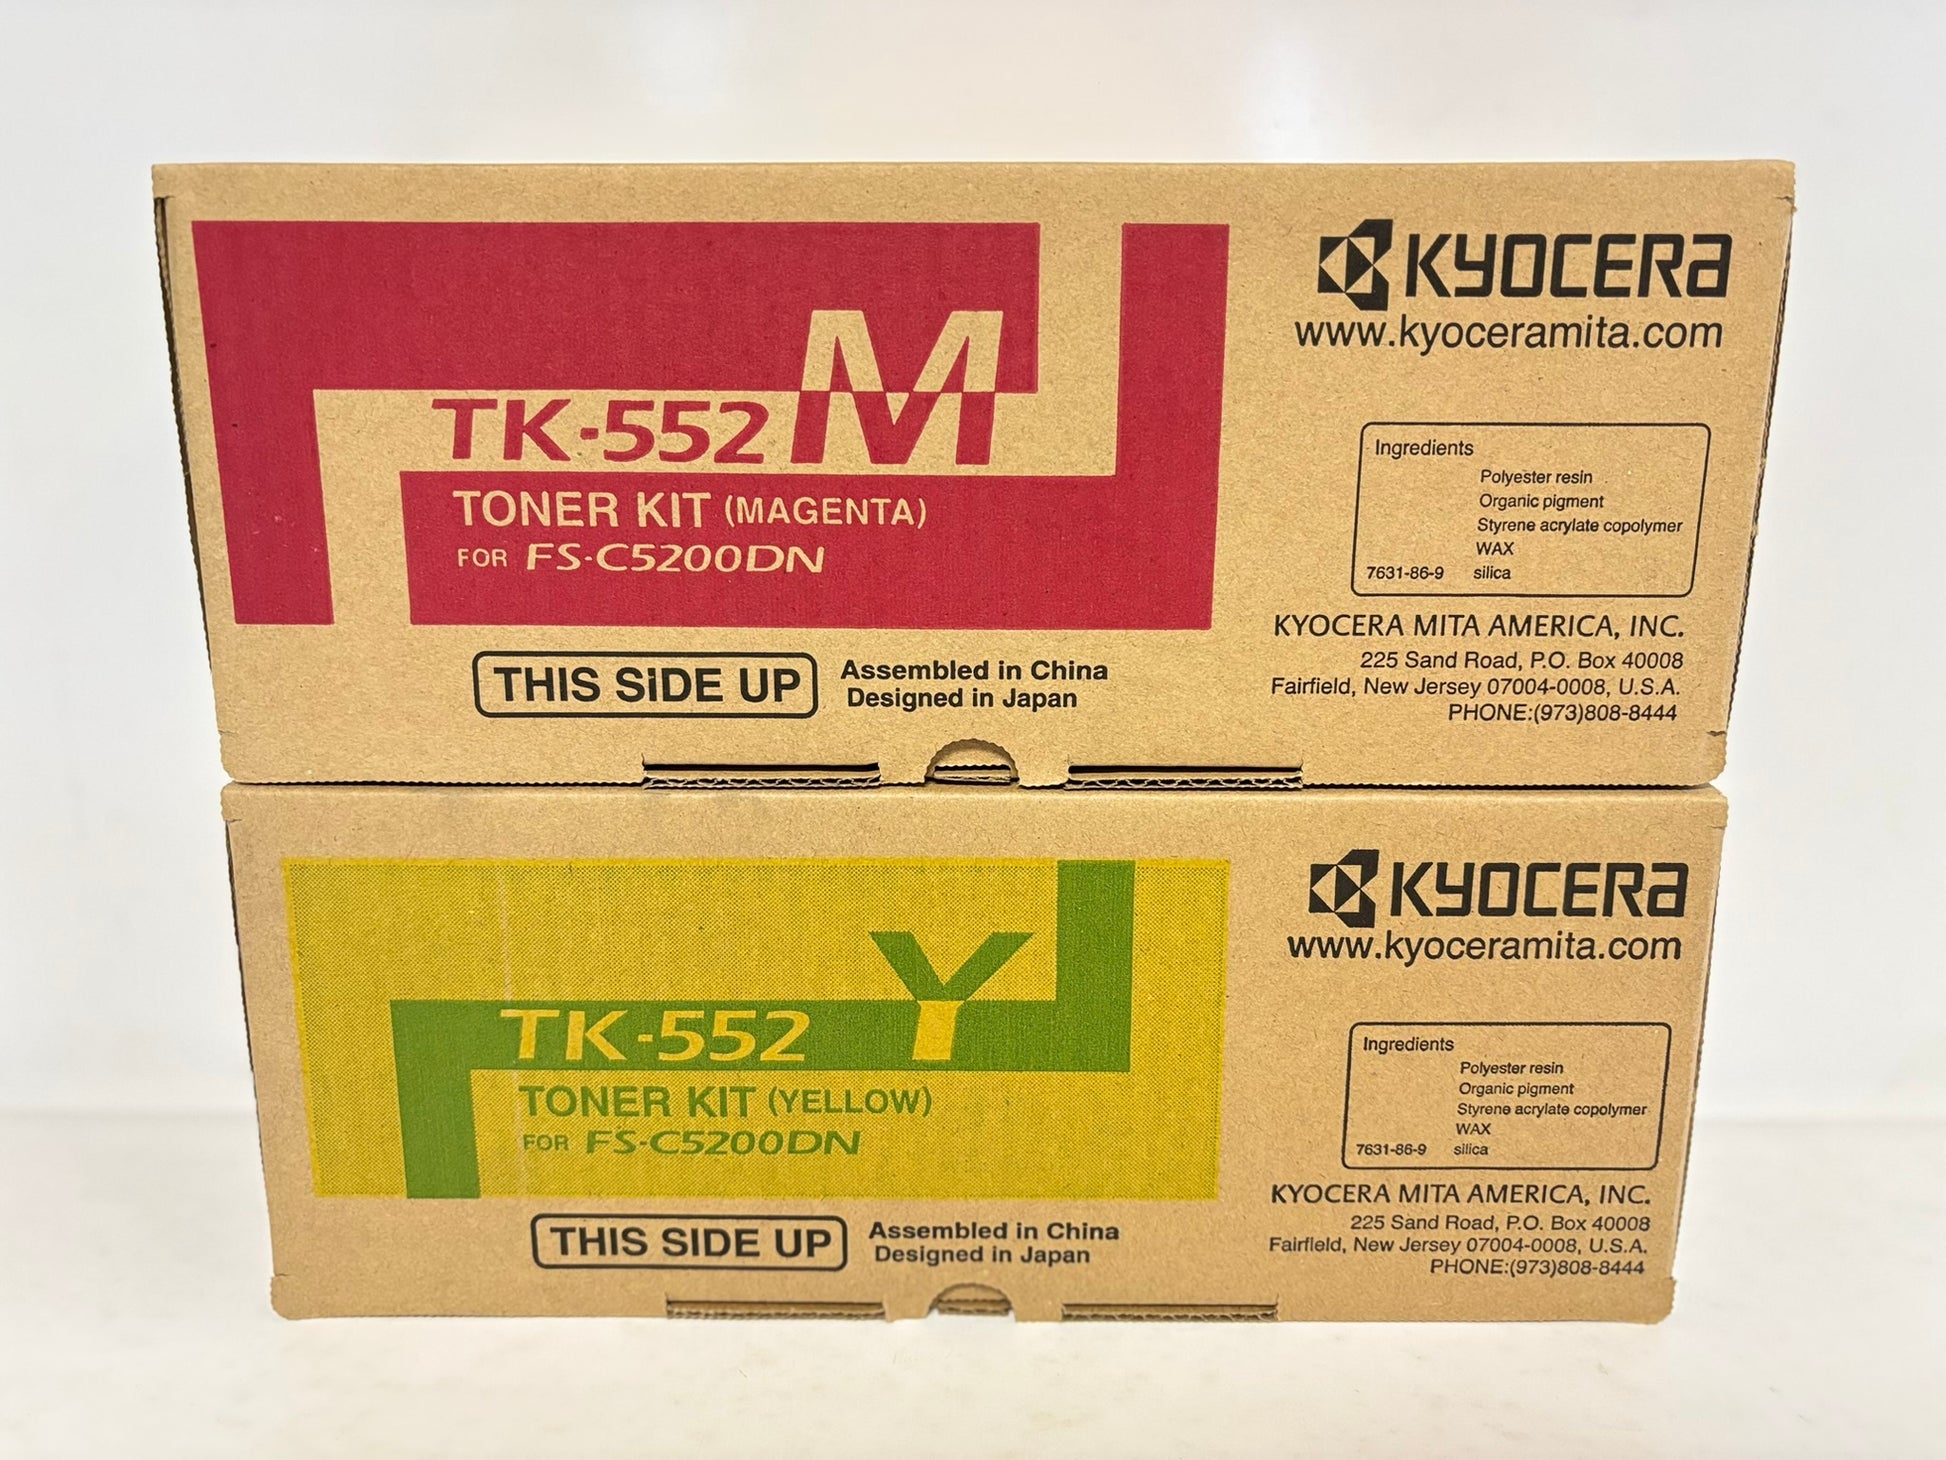 TK-552 M
TONER KIT (MAGENTA)
FOR FS-C5200DN
THIS SiDE UP
Assembled in China
Designed in Japan
KYOCERA
www.kyoceramita.com
Ingredients
Polyester resin
Organic pigment
Styrene acrylate copolymer
WAX
7631-86-9 silica
KYOCERA MITA AMERICA, INC.
225 Sand Road, P.O. Box 40008
Fairfield, New Jersey 07004-0008, U.S.A.
PHONE:(973)808-8444
TK-552 Y
TONER KIT (YELLOW)
FOR FS-C5200DN
THIS SIDE UP
Assembled in China
Designed in Japan
KYOCERA
www.kyoceramita.com
Ingredients
Polyester resin
Organic pigment
Styrene acrylate copolymer
WAX
7631-86-9 silica
KYOCERA MITA AMERICA, INC.
225 Sand Road, P.O. Box 40008
Fairfield, New Jersey 07004-0008, U.S.A.
PHONE:(973)808-8444